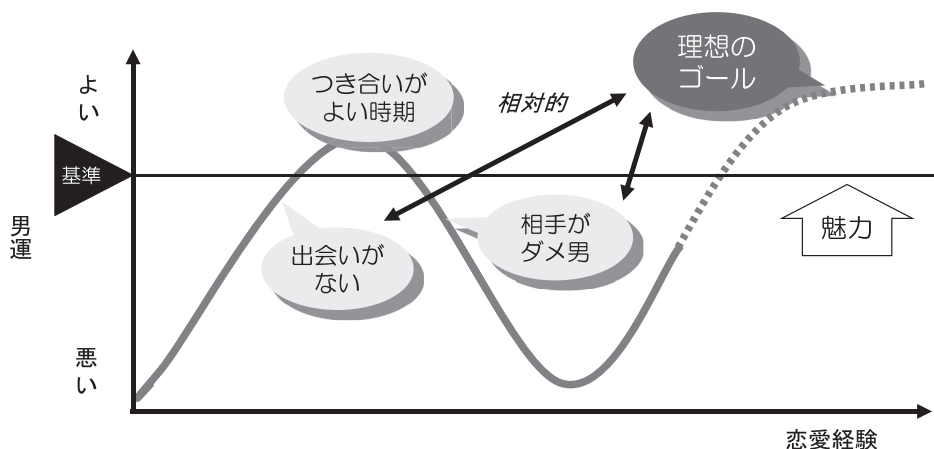 よい
つき合いが
よい時期
相対的
理想の
ゴール
基準
男運
出会いが
ない
相手が
ダメ男
魅力
悪い
恋愛経験